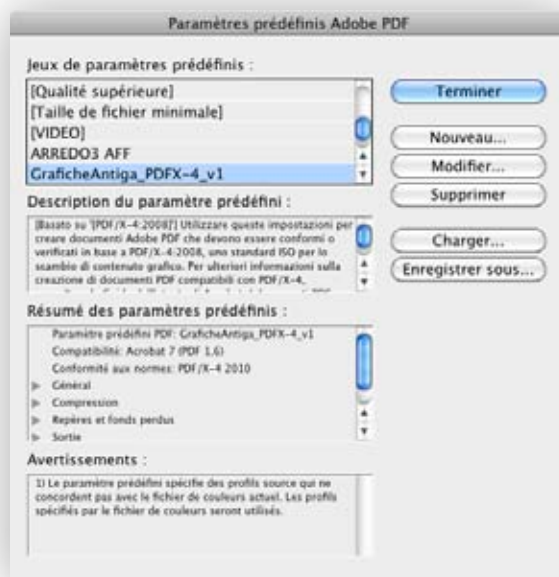 Paramètres prédéfinis Adobe PDF
Jeux de paramètres prédéfinis :
[Qualité supérieure]
[Taille de fichier minimale]
[VIDEO]
ARREDO3 AFF
GraficheAntiga_PDFX-4_v1
Terminer
Nouveau...
Modifier...
Supprimer
Charger...
Enregistrer sous...
Description du paramètre prédéfini :
[Basato su '[PDF/X-4:2008]'] Utilizzare queste impostazioni per
creare documenti Adobe PDF che devono essere conformi o
verificati in base a PDF/X-4:2008, uno standard ISO per lo
scambio di contenuto grafico. Per ulteriori informazioni sulla
creazione di documenti PDF compatibili con PDF/X-4,
Résumé des paramètres prédéfinis :
Paramètre prédéfini PDF: GraficheAntiga_PDFX-4_v1
Compatibilité: Acrobat 7 (PDF 1,6)
Conformité aux normes: PDF/X-4 2010
Général
Compression
Repères et fonds perdus
Sortie
Avertissements :
1) Le paramètre prédéfini spécifie des profils source qui ne
concordent pas avec le fichier de couleurs actuel. Les profils
spécifiés par le fichier de couleurs seront utilisés.